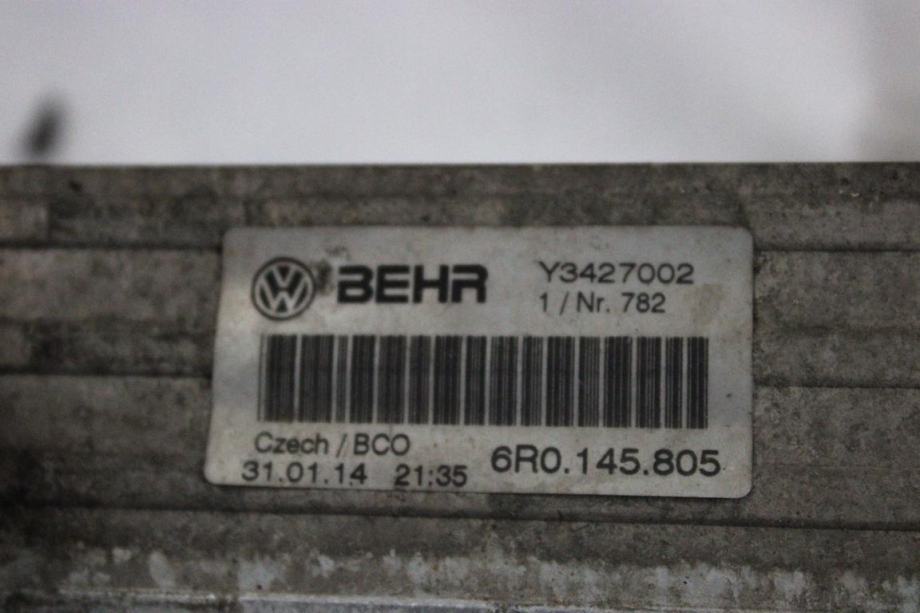 BEHR Y3427002
1 / Nr. 782
Czech / BCO
31.01.14 21:35 6R0.145.805